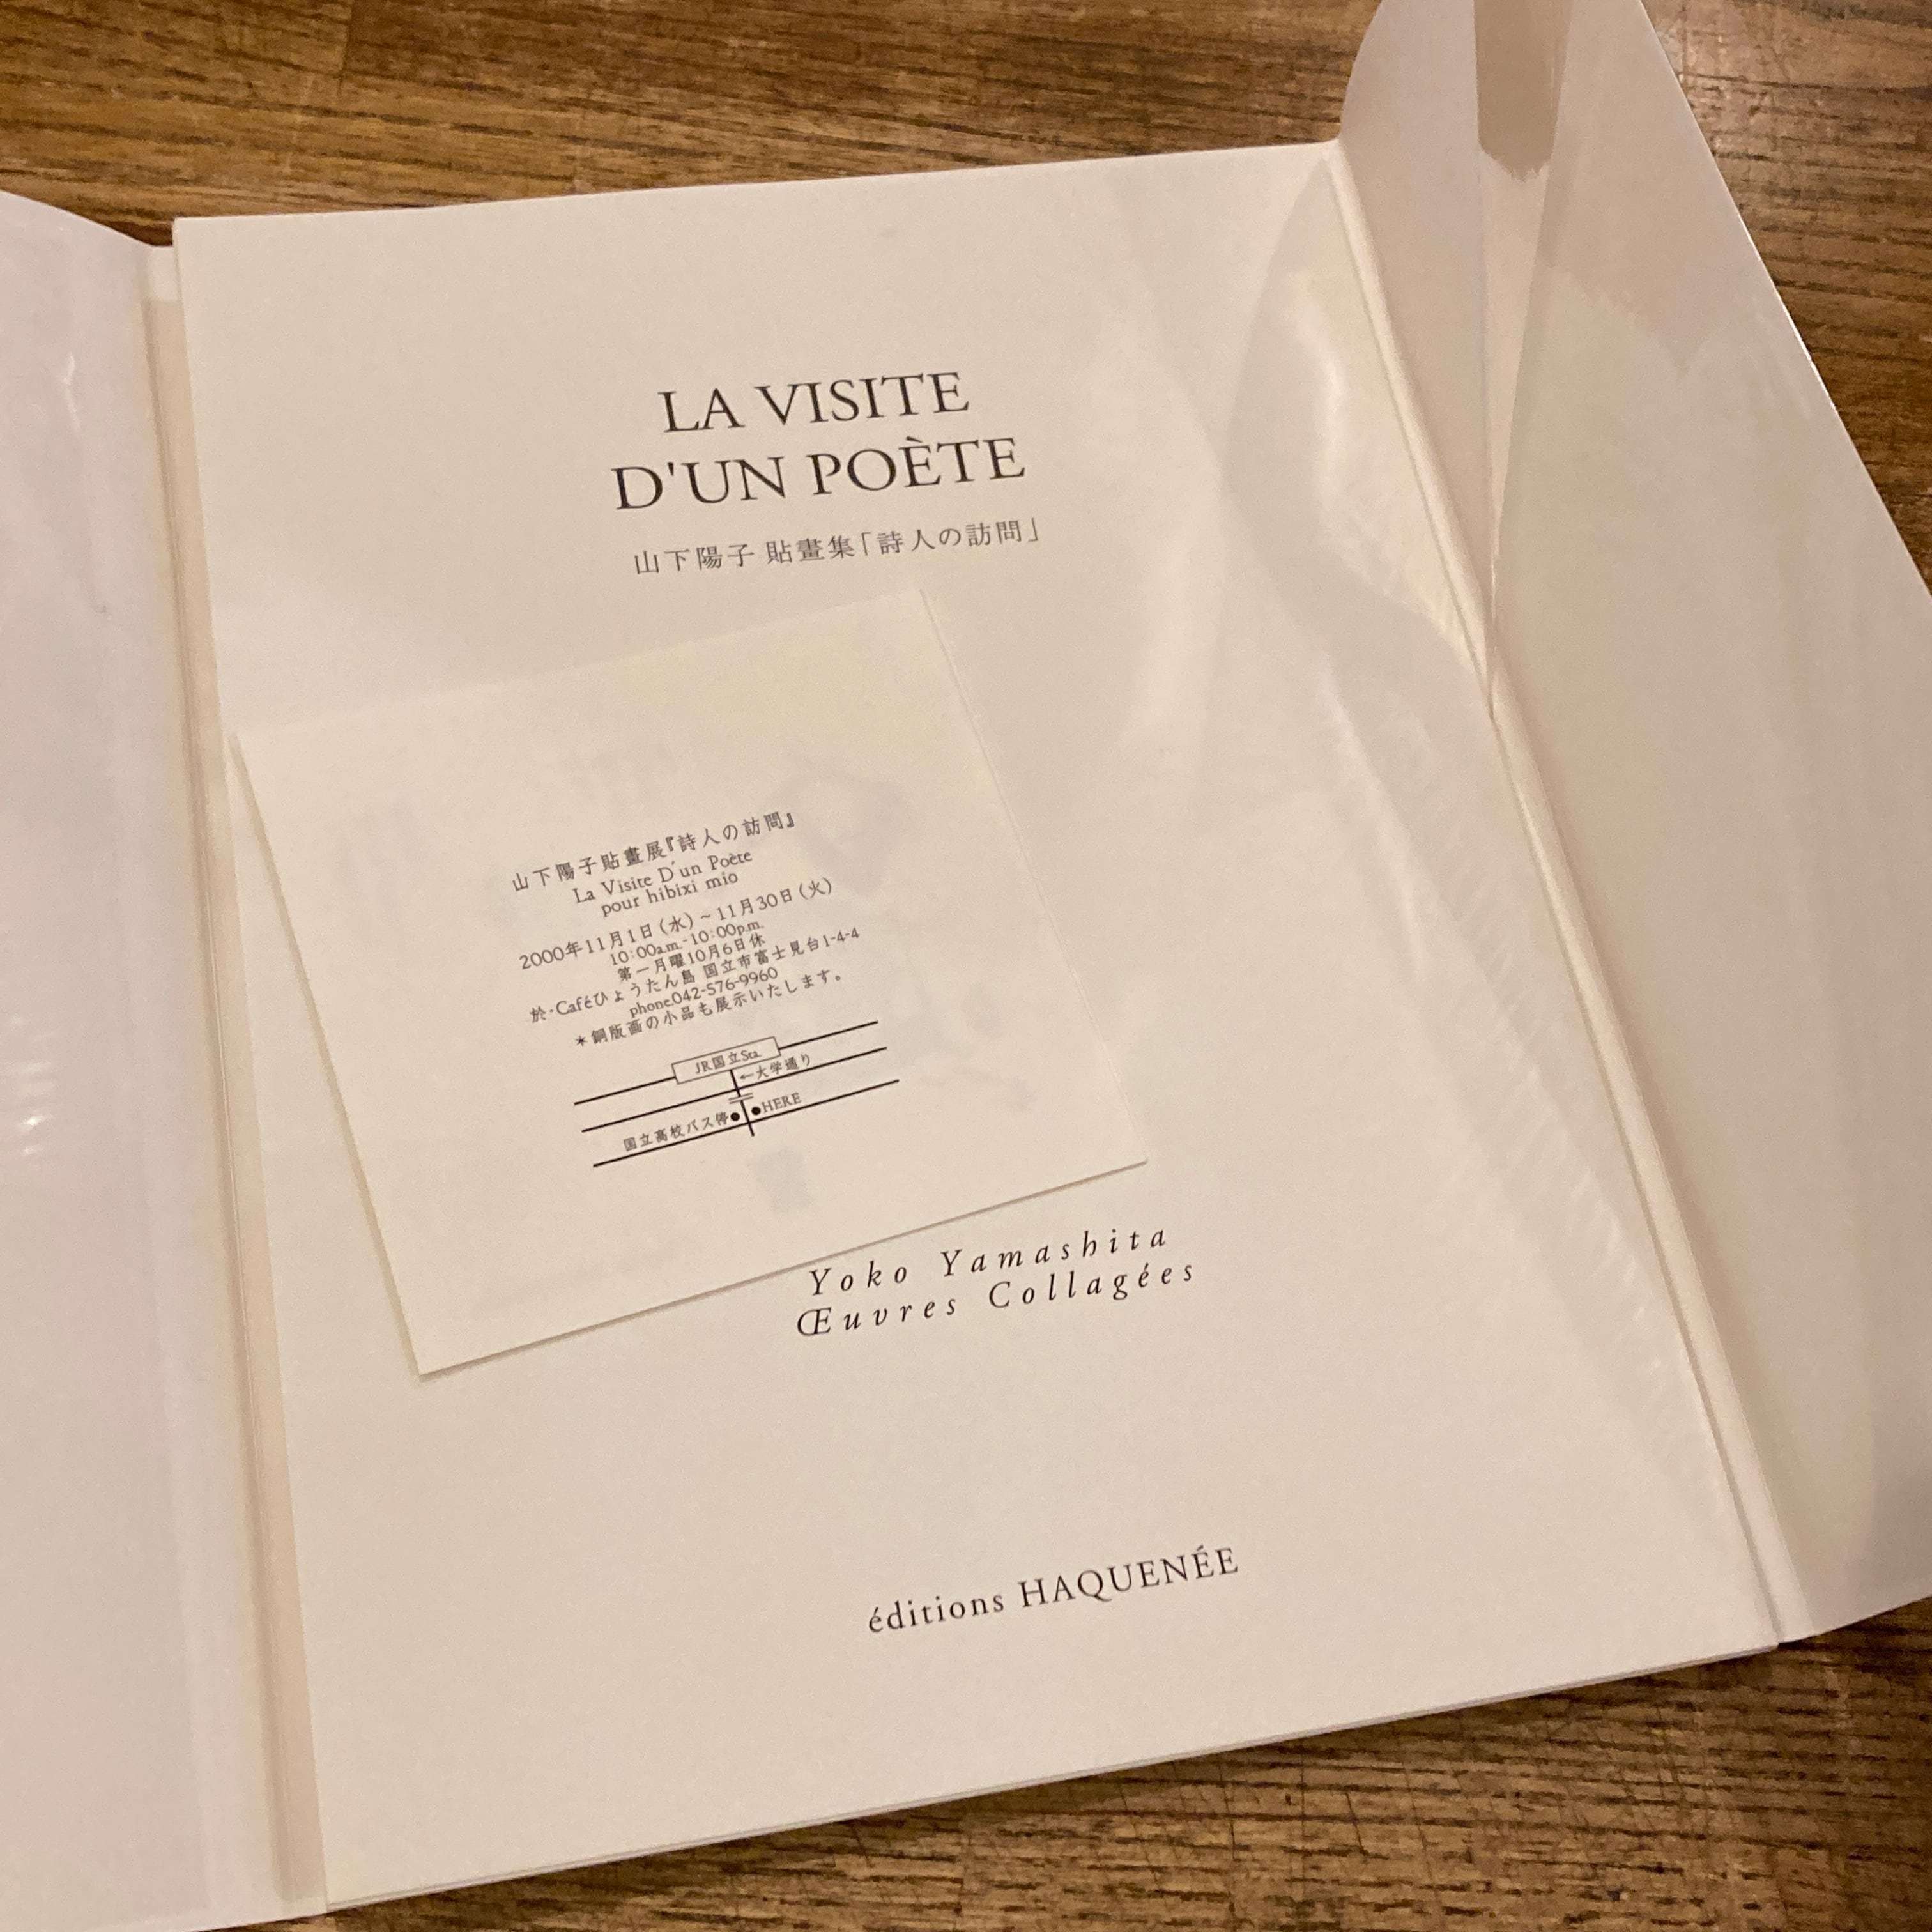 LA VISITE
D'UN POÈTE
山下陽子 貼畫集「詩人の訪問」
山下陽子貼畫展『詩人の訪問』
La Visite D'un Poète
pour hibixi mio
2000年11月1日（水）~11月30日（火）
10:00a.m.-10:00p.m.
第一月曜10月6日休
於·Caféひょうたん島 国立市富士見台1-4-4
phone.042-576-9960
＊銅版画の小品も展示いたします。
JR国立Sta.
←大学通り
国立高校バス停● ●HERE
Yoko Yamashita
Œuvres Collagées
éditions HAQUENÉE